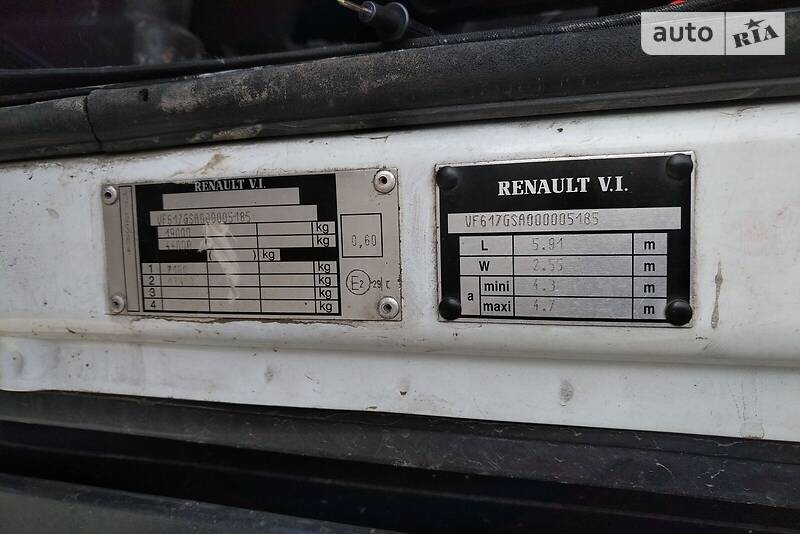 auto RIA
RENAULT V.I.
VF617GSA000005185
19000 kg
44000 kg
( ) kg
1 kg
2 kg
3 kg
4 kg
0,60
E2 29
RENAULT V.I.
VF617GSA000005185
L 5.91 m
W 2.55 m
a mini 4.3 m
maxi 4.7 m